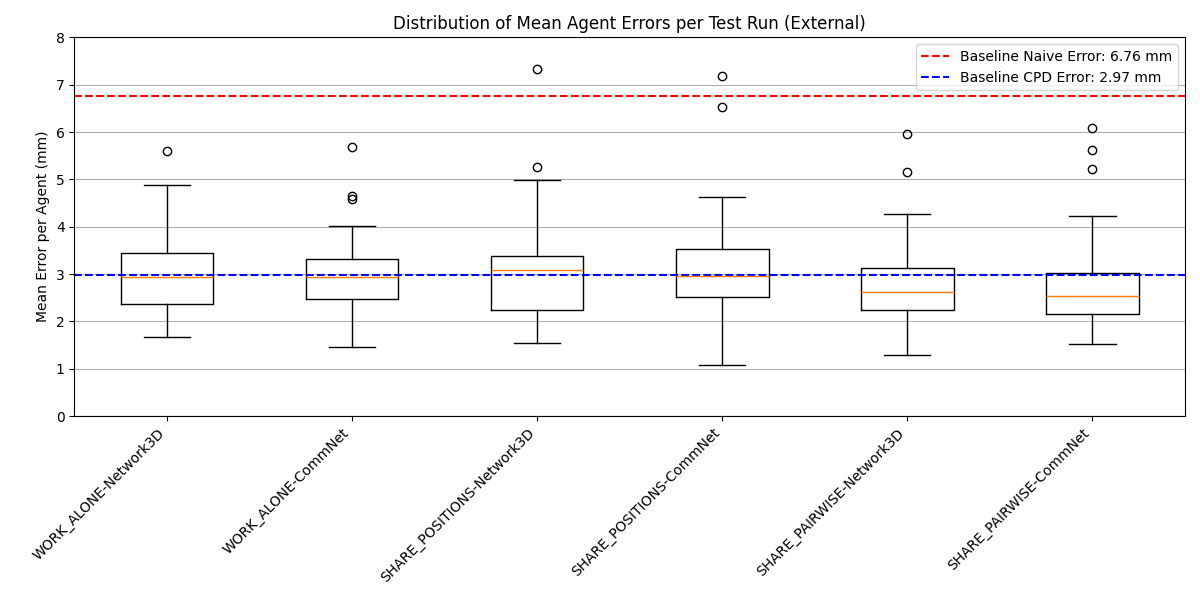 Distribution of Mean Agent Errors per Test Run (External)
Baseline Naive Error: 6.76 mm
Baseline CPD Error: 2.97 mm
Mean Error per Agent (mm)
8
7
6
5
4
3
2
1
0
WORK_ALONE-Network3D
WORK_ALONE-CommNet
SHARE_POSITIONS-Network3D
SHARE_POSITIONS-CommNet
SHARE_PAIRWISE-Network3D
SHARE_PAIRWISE-CommNet